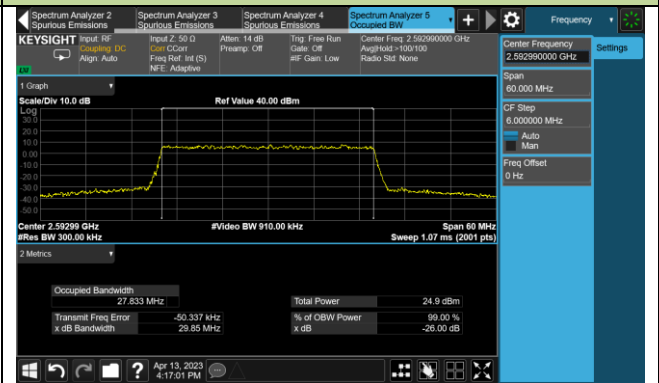 Spectrum Analyzer 2
Spurious Emissions
Spectrum Analyzer 3
Spurious Emissions
Spectrum Analyzer 4
Spurious Emissions
Spectrum Analyzer 5
Occupied BW
Frequency
KEYSIGHT
Input: RF
Coupling: DC
Align: Auto
Input Z: 50 Ω
Corr CCorr
Freq Ref: Int (S)
NFE: Adaptive
Atten: 14 dB
Preamp: Off
Trig: Free Run
Gate: Off
#IF Gain: Low
Center Freq: 2.592990000 GHz
Avg|Hold:>100/100
Radio Std: None
Center Frequency
2.592990000 GHz
Settings
Span
60.000 MHz
CF Step
6.000000 MHz
Auto
Man
Freq Offset
0 Hz
1 Graph
Scale/Div 10.0 dB
Ref Value 40.00 dBm
Log
30.0
20.0
10.0
0.00
-10.0
-20.0
-30.0
-40.0
-50.0
Center 2.59299 GHz
#Video BW 910.00 kHz
Span 60 MHz
#Res BW 300.00 kHz
Sweep 1.07 ms (2001 pts)
2 Metrics
Occupied Bandwidth
27.833 MHz
Total Power
24.9 dBm
Transmit Freq Error
-50.337 kHz
% of OBW Power
99.00 %
x dB Bandwidth
29.85 MHz
x dB
-26.00 dB
Apr 13, 2023
4:17:01 PM